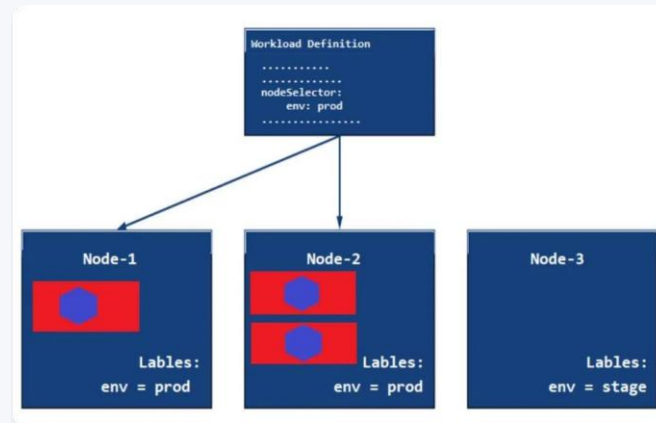 Workload Definition
...........
.............
nodeSelector:
env: prod
................
Node-1
Lables:
env = prod
Node-2
Lables:
env = prod
Node-3
Lables:
env = stage